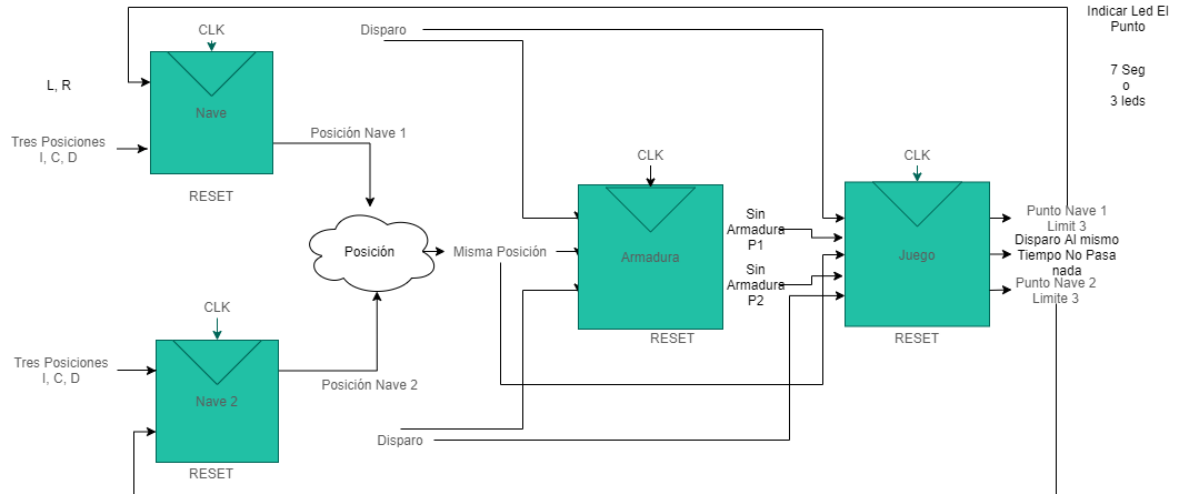 Indicar Led El
Punto
7 Seg
o
3 leds
CLK
Disparo
L, R
Nave
Tres Posiciones
I, C, D
Posición Nave 1
RESET
CLK
CLK
Posición
Misma Posición
Armadura
Sin
Armadura
P1
Sin
Armadura
P2
Juego
Punto Nave 1
Limit 3
Disparo Al mismo
Tiempo No Pasa
nada
Punto Nave 2
Limite 3
RESET
RESET
CLK
Tres Posiciones
I, C, D
Nave 2
Posición Nave 2
Disparo
RESET